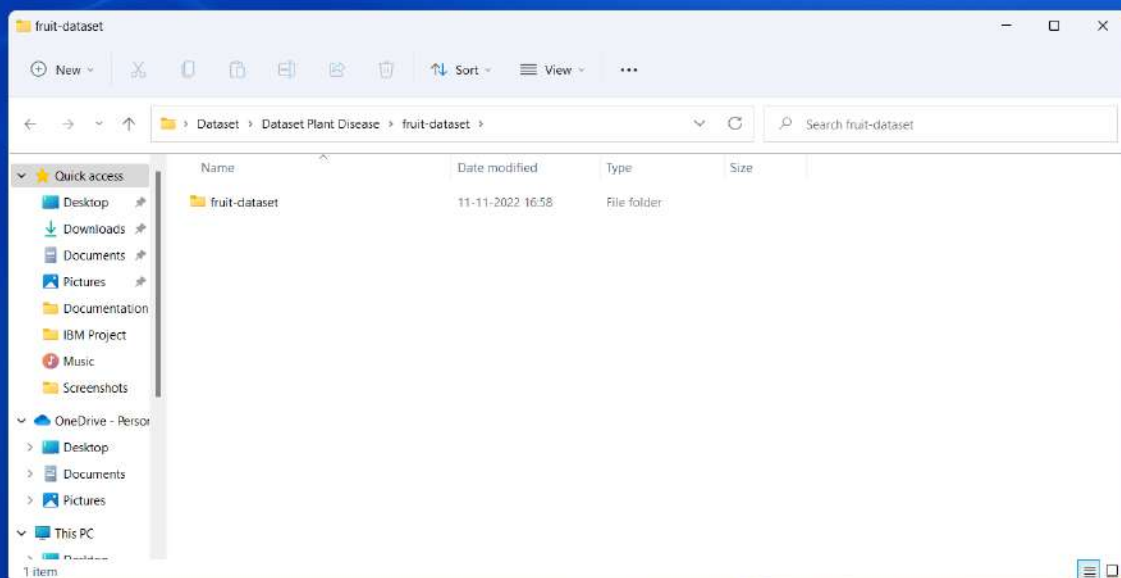 fruit-dataset
New Sort View ...
> Dataset > Dataset Plant Disease > fruit-dataset > Search fruit-dataset
Name Date modified Type Size
Quick access
fruit-dataset 11-11-2022 16:58 File folder
Desktop
Downloads
Documents
Pictures
Documentation
IBM Project
Music
Screenshots
OneDrive - Person
Desktop
Documents
Pictures
This PC
Desktop
1 item